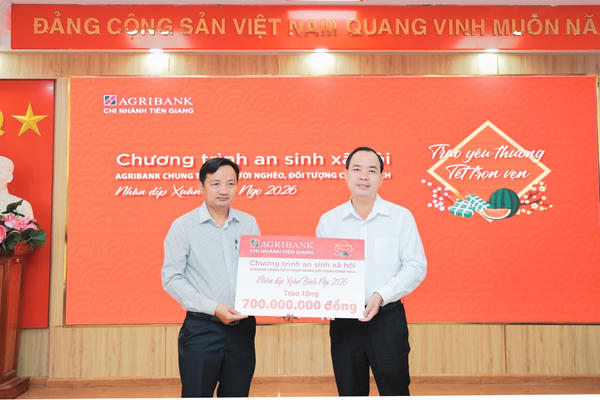 ĐẢNG CỘNG SẢN VIỆT NAM QUANG VINH MUÔN NĂ
AGRIBANK
CHI NHÁNH TIỀN GIANG
Chương trình an sinh xã hội
AGRIBANK CHUNG T ƯỜI NGHÈO, ĐỐI TƯỢNG C CH
Nhân dịp Xuân Ngọ 2026
Trao yêu thương
Tết trọn vẹn
AGRIBANK
CHI NHÁNH TIỀN GIANG
Chương trình an sinh xã hội
Nhân dịp Xuân Bính Ngọ 2026
Trao tặng
700.000.000 đồng